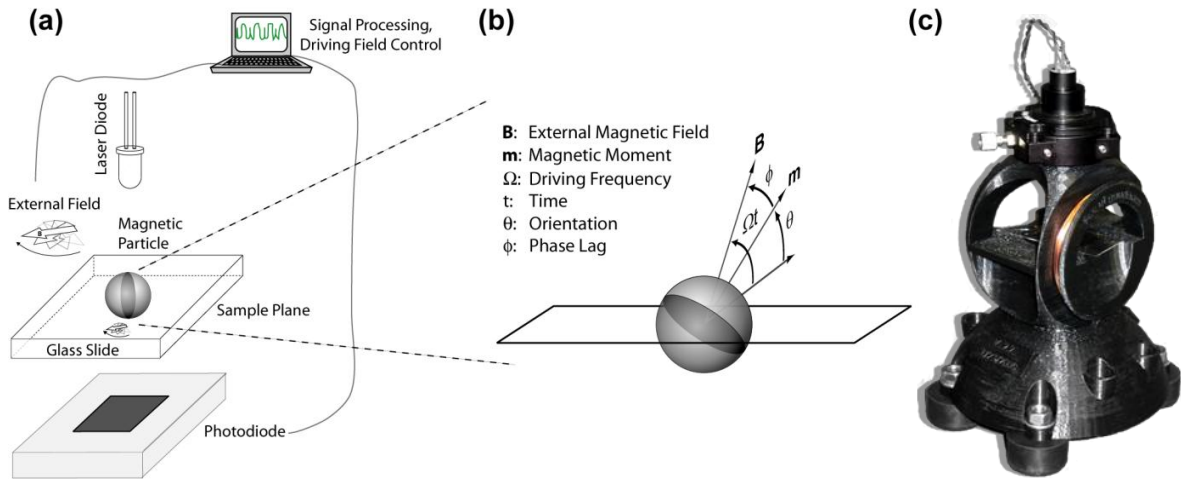 (a)
Signal Processing,
Driving Field Control
Laser Diode
External Field
Magnetic
Particle
Sample Plane
Glass Slide
Photodiode
(b)
B: External Magnetic Field
m: Magnetic Moment
Ω: Driving Frequency
t: Time
θ: Orientation
ϕ: Phase Lag
B
ϕ
m
Ωt
θ
(c)